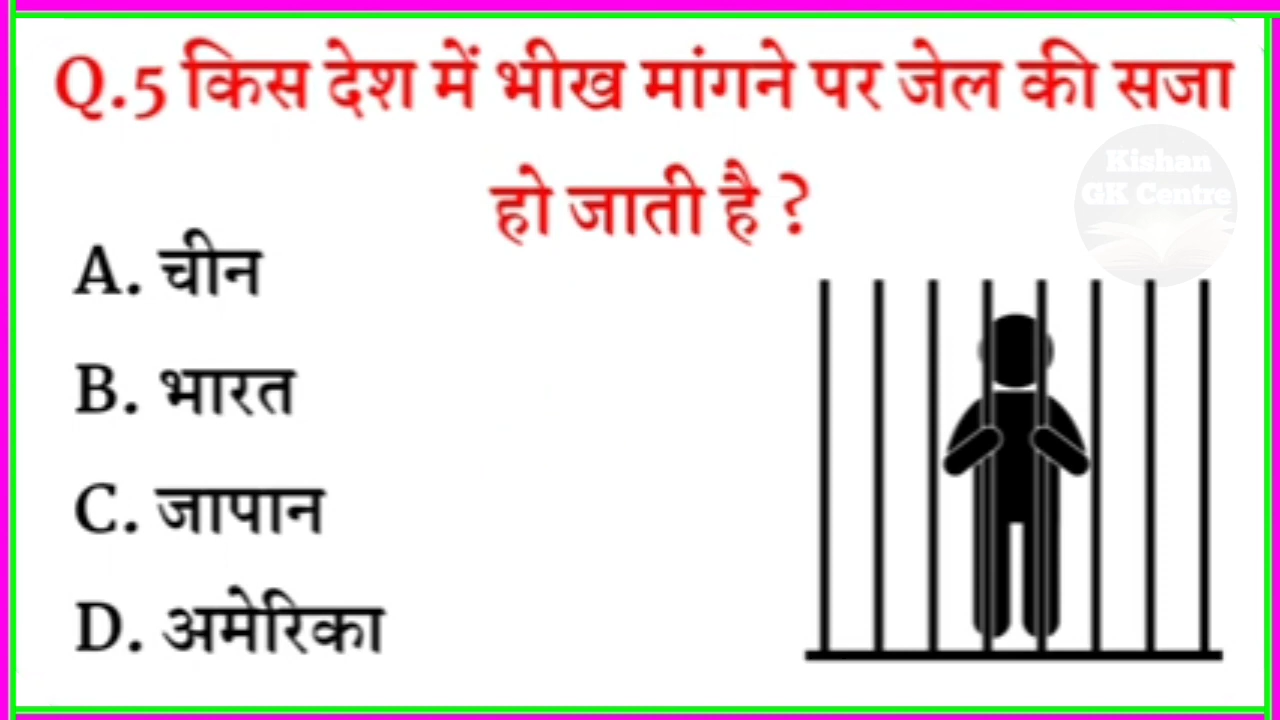 Q.5 किस देश में भीख मांगने पर जेल की सजा
हो जाती है ?
Kishan
GK Centre
A. चीन
B. भारत
C. जापान
D. अमेरिका